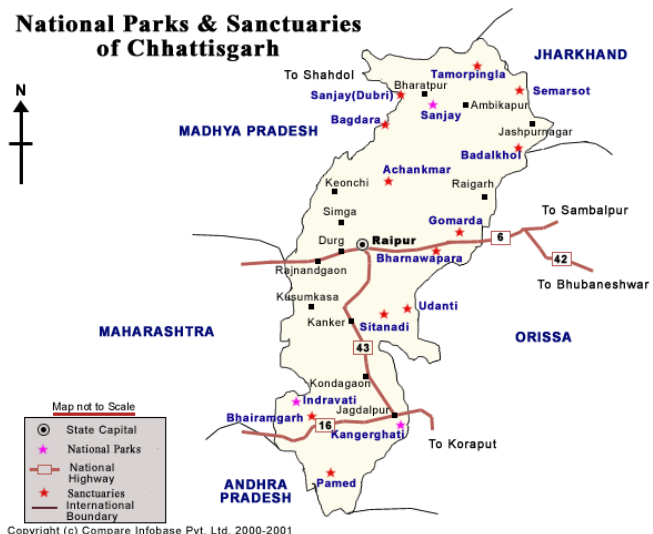 National Parks & Sanctuaries
of Chhattisgarh
JHARKHAND
To Shahdol
Tamorpingla
Bharatpur
Semarsot
N
Sanjay(Dubri)
Ambikapur
Sanjay
Bagdara
MADHYA PRADESH
Jashpurnagar
Badalkhol
Achankmar
Keonchi
Raigarh
Simga
Gomarda
To Sambalpur
Durg
Raipur
6
Bharnawapara
42
Rajnandgaon
To Bhubaneshwar
Kusumkasa
Udanti
Kanker
Sitanadi
MAHARASHTRA
ORISSA
43
Kondagaon
Indravati
Map not to Scale
Bhairamgarh
Jagdalpur
16
State Capital
Kangerghati
To Koraput
National Parks
National
Highway
Sanctuaries
International
Boundary
ANDHRA
PRADESH
Pamed
Copyright (c) Compare Infobase Pvt. Ltd. 2000-2001